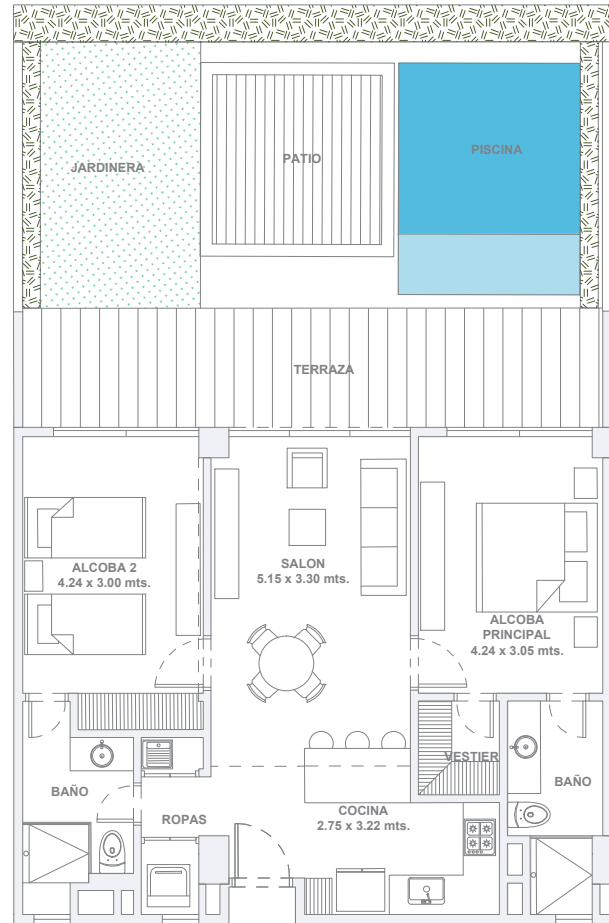 JARDINERA
PATIO
PISCINA
TERRAZA
ALCOBA 2
4.24 x 3.00 mts.
SALON
5.15 x 3.30 mts.
ALCOBA
PRINCIPAL
4.24 x 3.05 mts.
VESTIER
BAÑO
BAÑO
ROPAS
COCINA
2.75 x 3.22 mts.